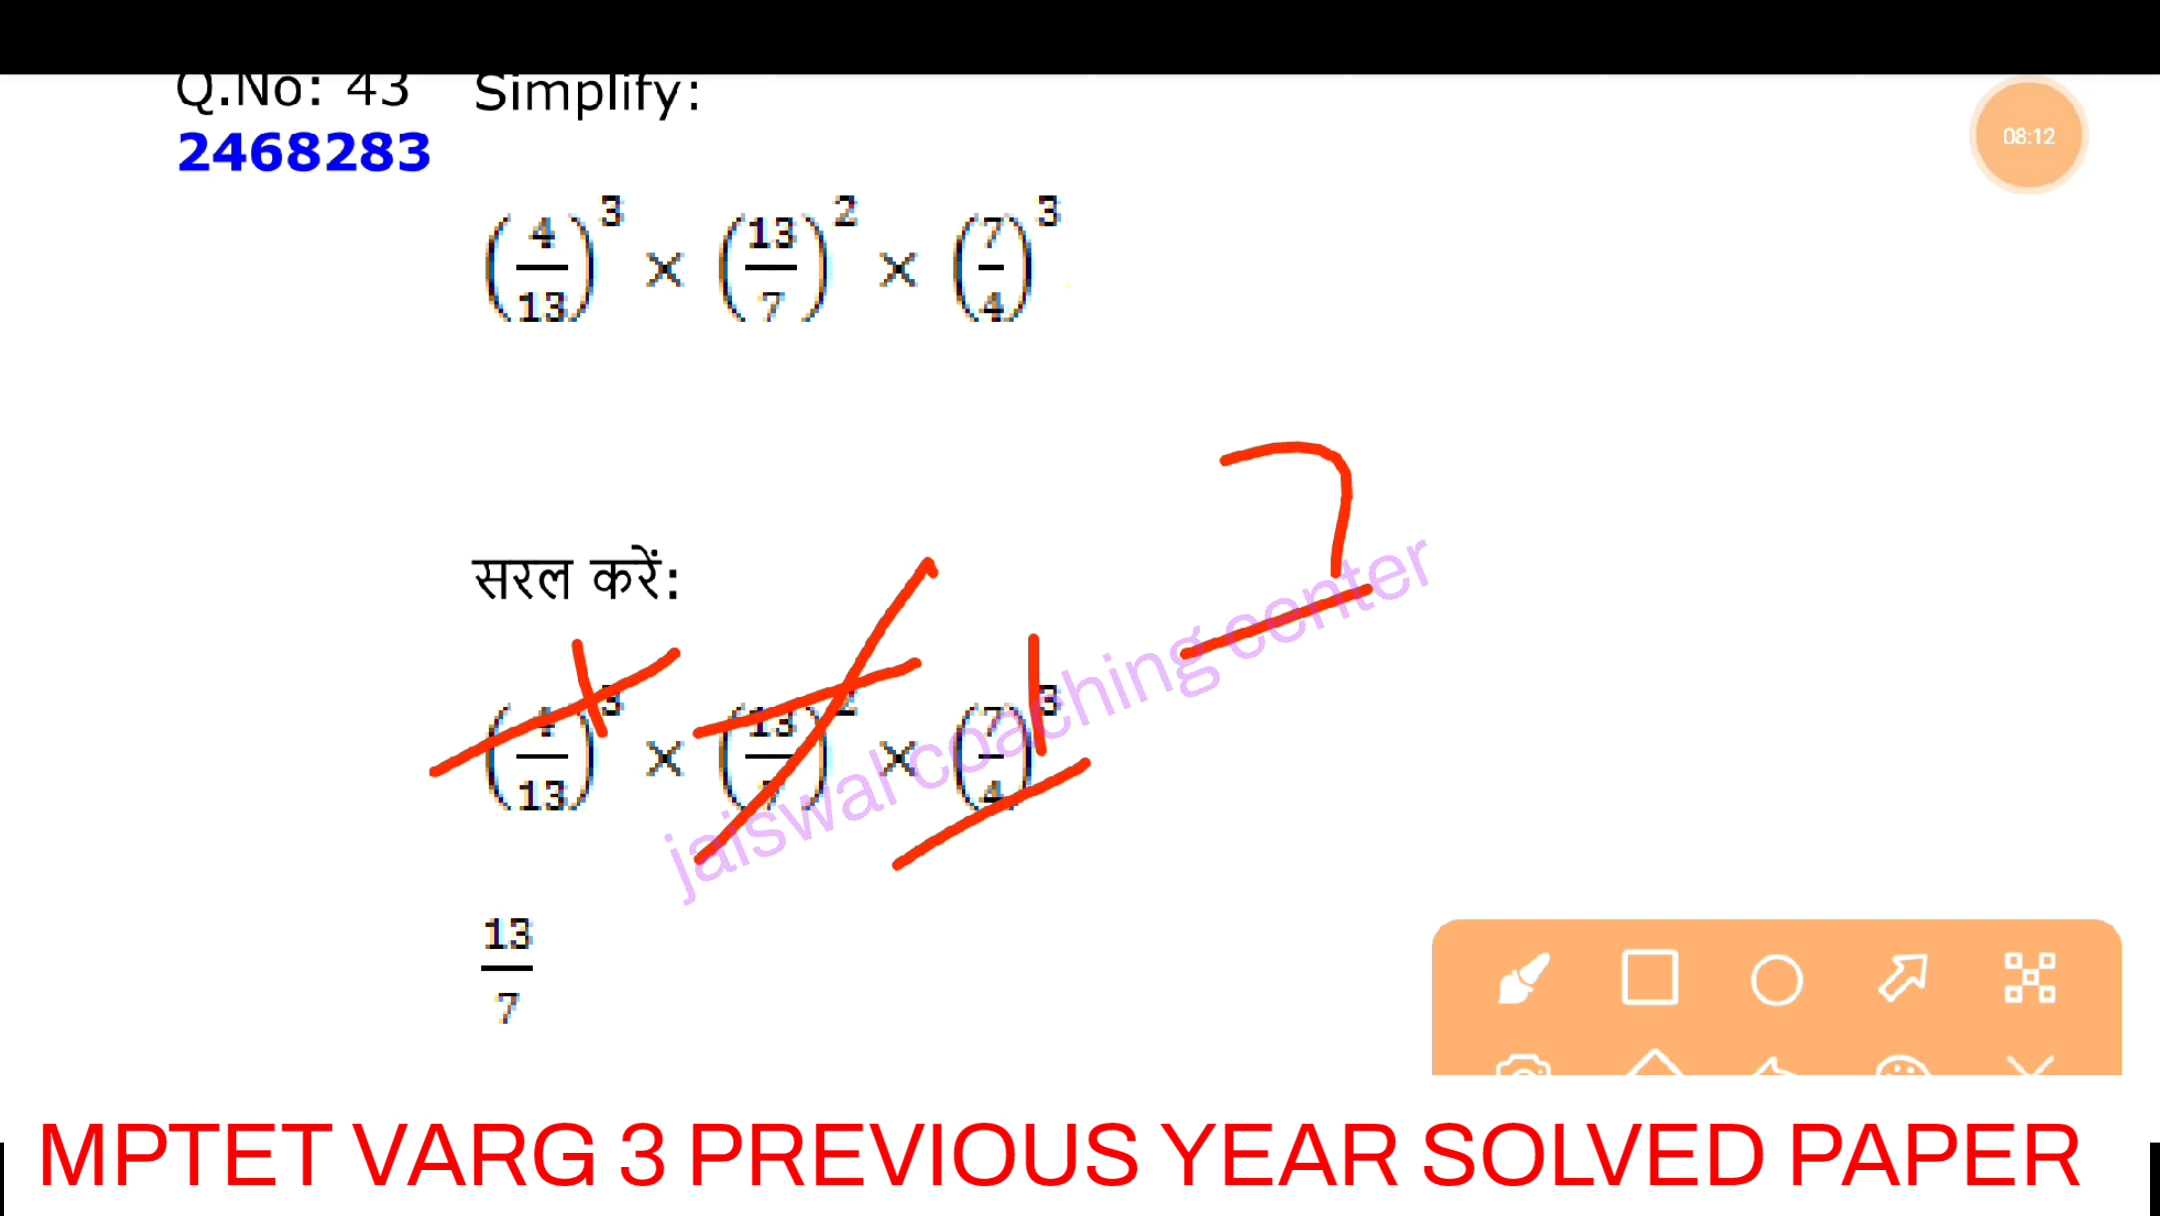 Q.No: 43 Simplify:
08:12
2468283
(4/13)^3 × (13/7)^2 × (7/4)^3
7
सरल करें:
(4/13)^3 × (13/7)^2 × (7/4)^3
jaiswal coaching center
13/7
MPTET VARG 3 PREVIOUS YEAR SOLVED PAPER